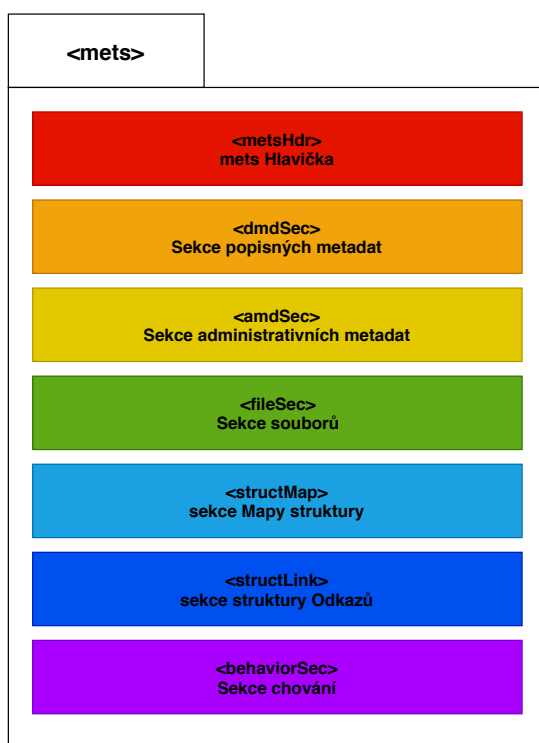 <mets>
<metsHdr>
mets Hlavička
<dmdSec>
Sekce popisných metadat
<amdSec>
Sekce administrativních metadat
<fileSec>
Sekce souborů
<structMap>
sekce Mapy struktury
<structLink>
sekce struktury Odkazů
<behaviorSec>
Sekce chování